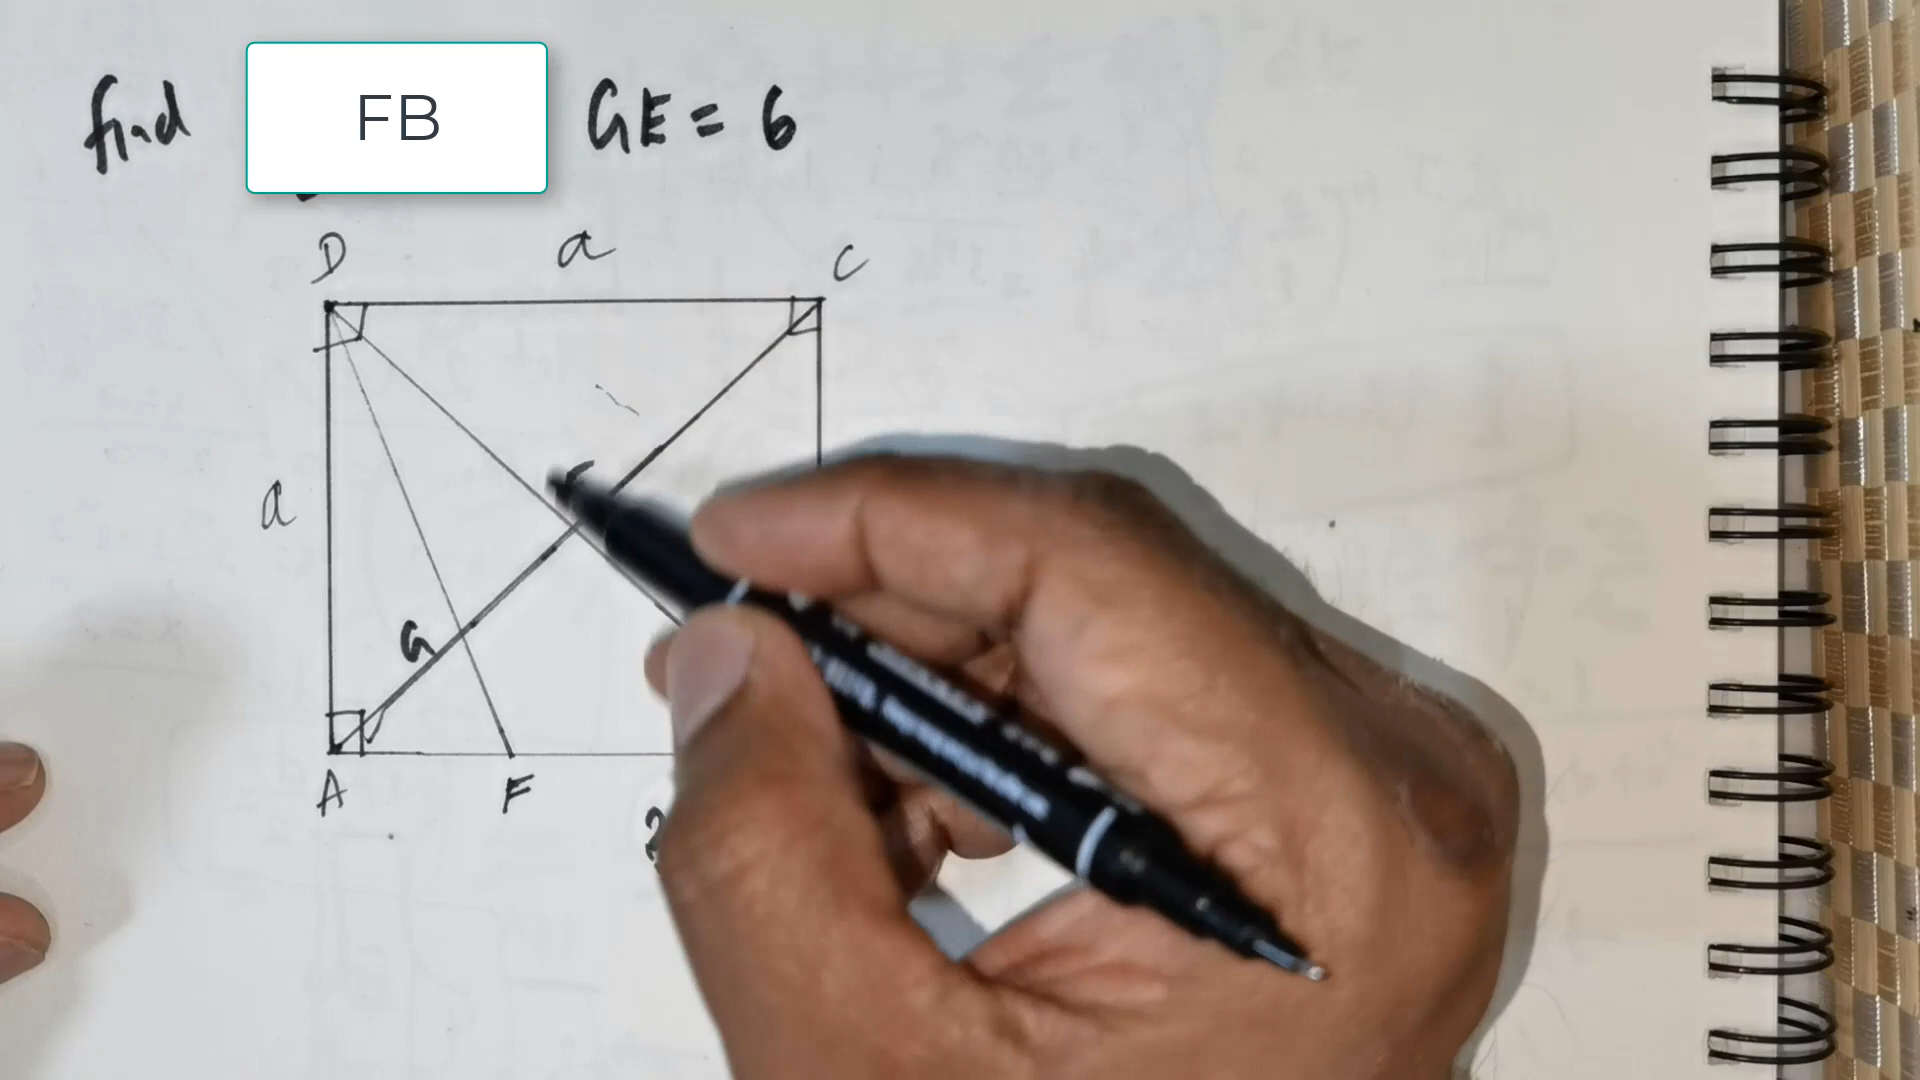 find FB GE = 6
D a C
a
G
A F